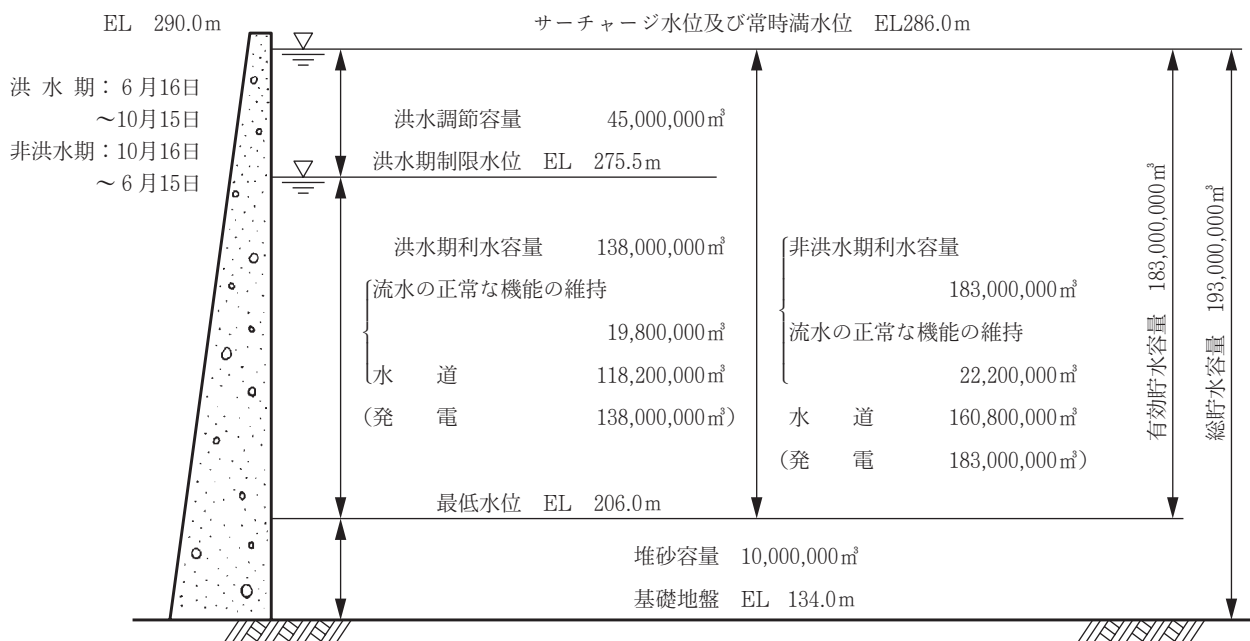 EL 290.0m
サーチャージ水位及び常時満水位 EL286.0m
洪水期：6月16日
～10月15日
非洪水期：10月16日
～6月15日
洪水調節容量 45,000,000㎥
洪水期制限水位 EL 275.5m
洪水期利水容量 138,000,000㎥
流水の正常な機能の維持
19,800,000㎥
水道 118,200,000㎥
（発電 138,000,000㎥）
非洪水期利水容量
183,000,000㎥
流水の正常な機能の維持
22,200,000㎥
水道 160,800,000㎥
（発電 183,000,000㎥）
有効貯水容量 183,000,000㎥
総貯水容量 193,000,000㎥
最低水位 EL 206.0m
堆砂容量 10,000,000㎥
基礎地盤 EL 134.0m